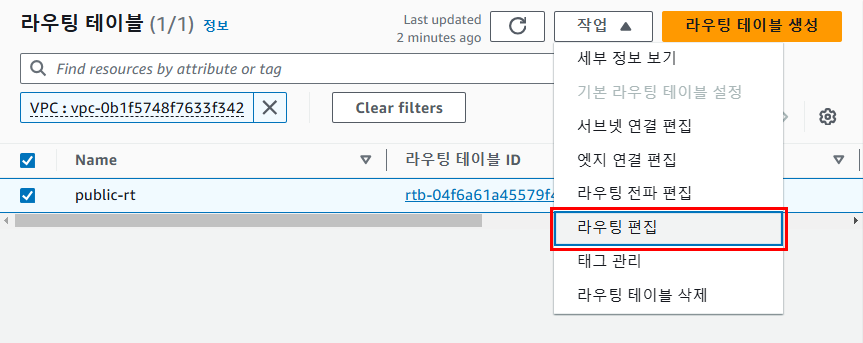 라우팅 테이블 (1/1) 정보
Last updated
2 minutes ago
작업
라우팅 테이블 생성
Find resources by attribute or tag
VPC : vpc-0b1f5748f7633f342
Clear filters
세부 정보 보기
기본 라우팅 테이블 설정
서브넷 연결 편집
엣지 연결 편집
라우팅 전파 편집
라우팅 편집
태그 관리
라우팅 테이블 삭제
Name 라우팅 테이블 ID
public-rt rtb-04f6a61a45579f4